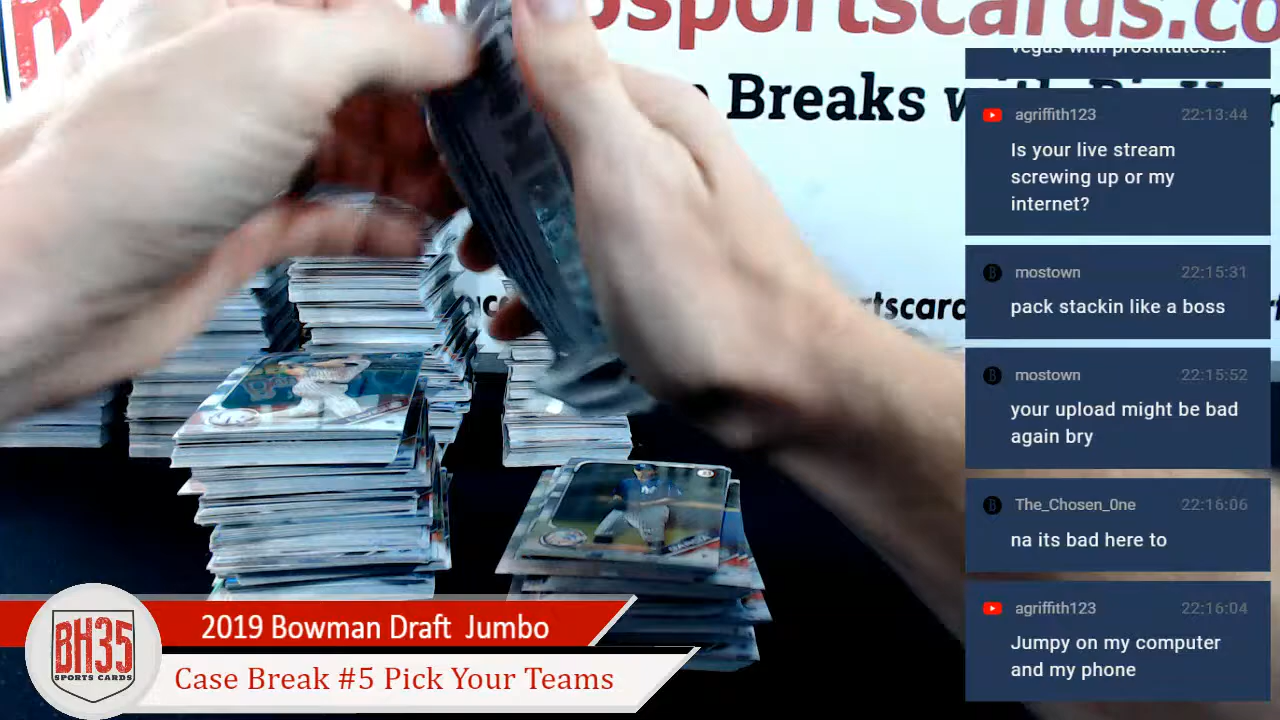 sportscards.co
Breaks
rtscard
vegas with prostitutes...
agriffith123 22:13:44
Is your live stream
screwing up or my
internet?
mostown 22:15:31
pack stackin like a boss
mostown 22:15:52
your upload might be bad
again bry
The_Chosen_0ne 22:16:06
na its bad here to
agriffith123 22:16:04
Jumpy on my computer
and my phone
BH35
SPORTS CARDS
2019 Bowman Draft Jumbo
Case Break #5 Pick Your Teams